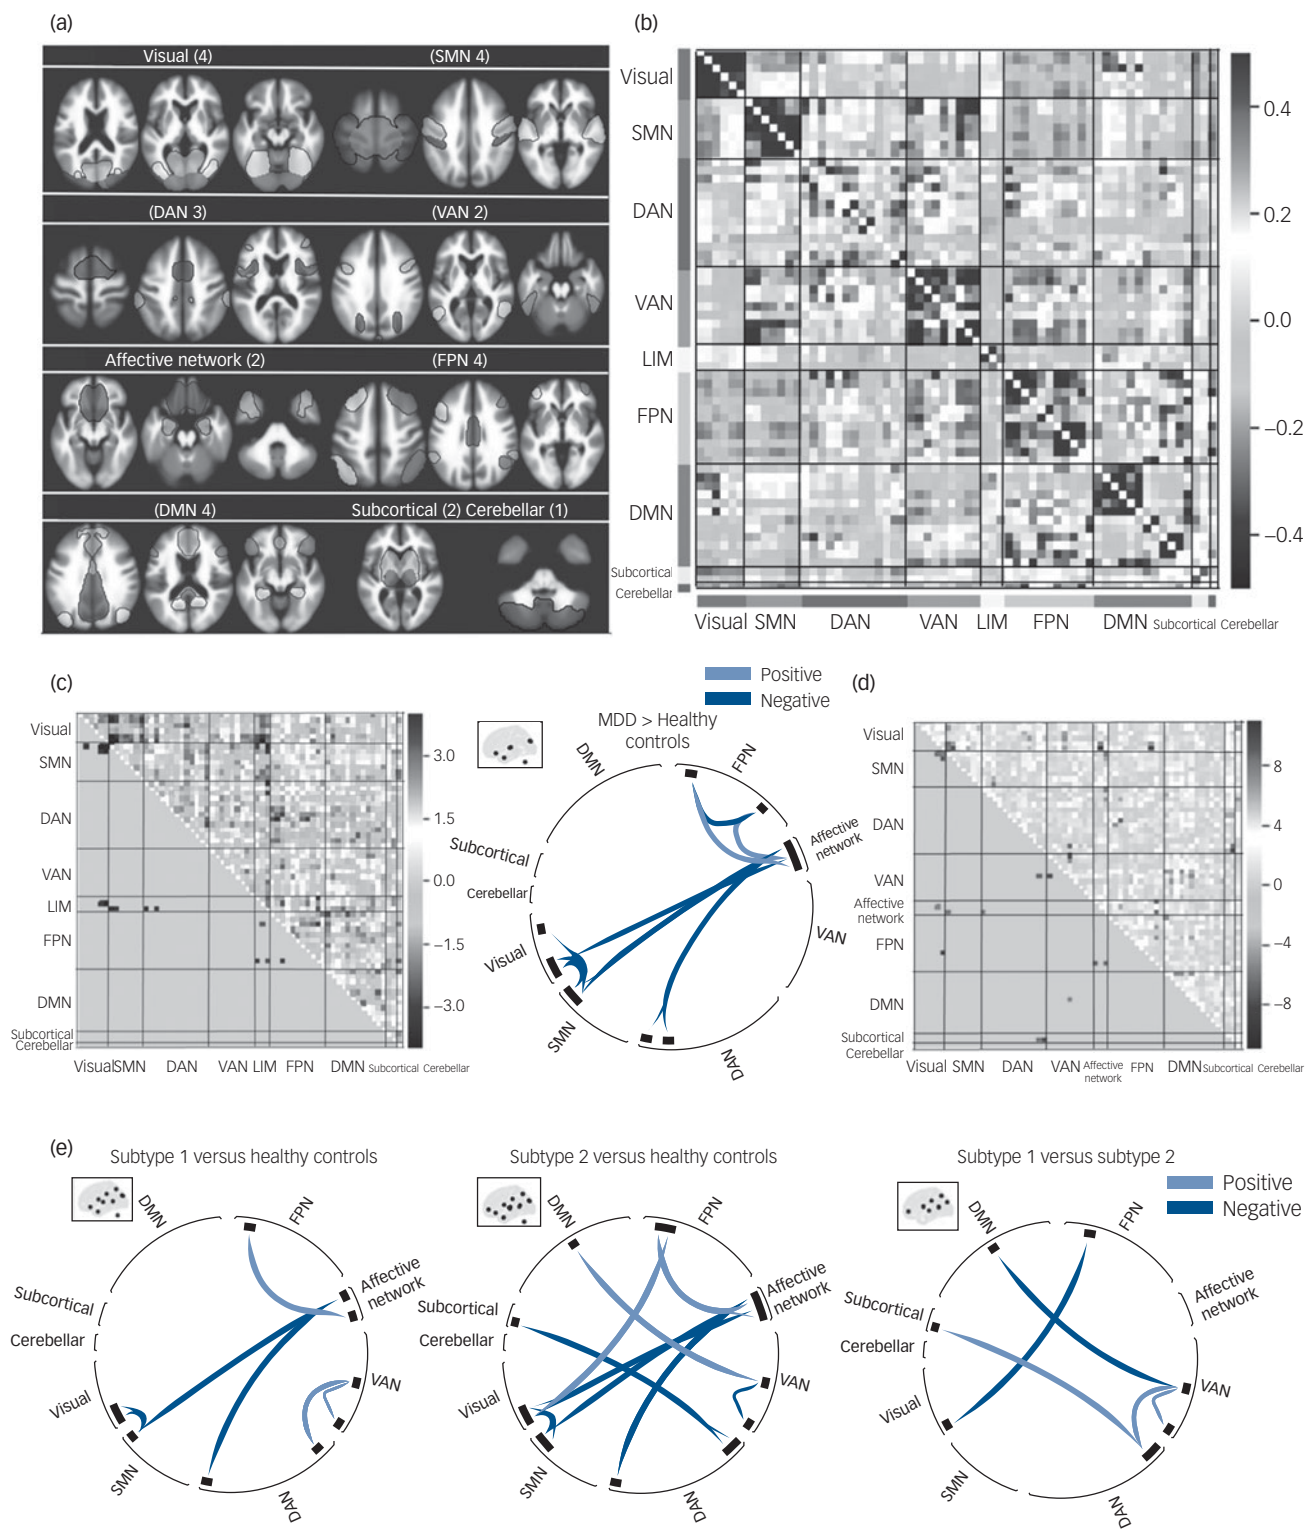 (a)
Visual (4)
(SMN 4)
(DAN 3)
(VAN 2)
Affective network (2)
(FPN 4)
(DMN 4)
Subcortical (2) Cerebellar (1)
(b)
Visual
SMN
DAN
VAN
LIM
FPN
DMN
Subcortical
Cerebellar
Visual SMN DAN VAN LIM FPN DMN Subcortical Cerebellar
0.4
0.2
0.0
−0.2
−0.4
(c)
Visual
SMN
DAN
VAN
LIM
FPN
DMN
Subcortical
Cerebellar
Visual SMN DAN VAN LIM FPN DMN Subcortical Cerebellar
3.0
1.5
0.0
−1.5
−3.0
Positive
Negative
MDD > Healthy
controls
DMN
FPN
Affective
network
Subcortical
Cerebellar
VAN
Visual
SMN
DAN
(d)
Visual
SMN
DAN
VAN
Affective
network
FPN
DMN
Subcortical
Cerebellar
Visual SMN DAN VAN Affective network FPN DMN Subcortical Cerebellar
8
4
0
−4
−8
(e)
Subtype 1 versus healthy controls
DMN
FPN
Affective
network
Subcortical
Cerebellar
VAN
Visual
SMN
DAN
Subtype 2 versus healthy controls
DMN
FPN
Affective
network
Subcortical
Cerebellar
VAN
Visual
SMN
DAN
Subtype 1 versus subtype 2
Positive
Negative
DMN
FPN
Affective
network
Subcortical
Cerebellar
VAN
Visual
SMN
DAN